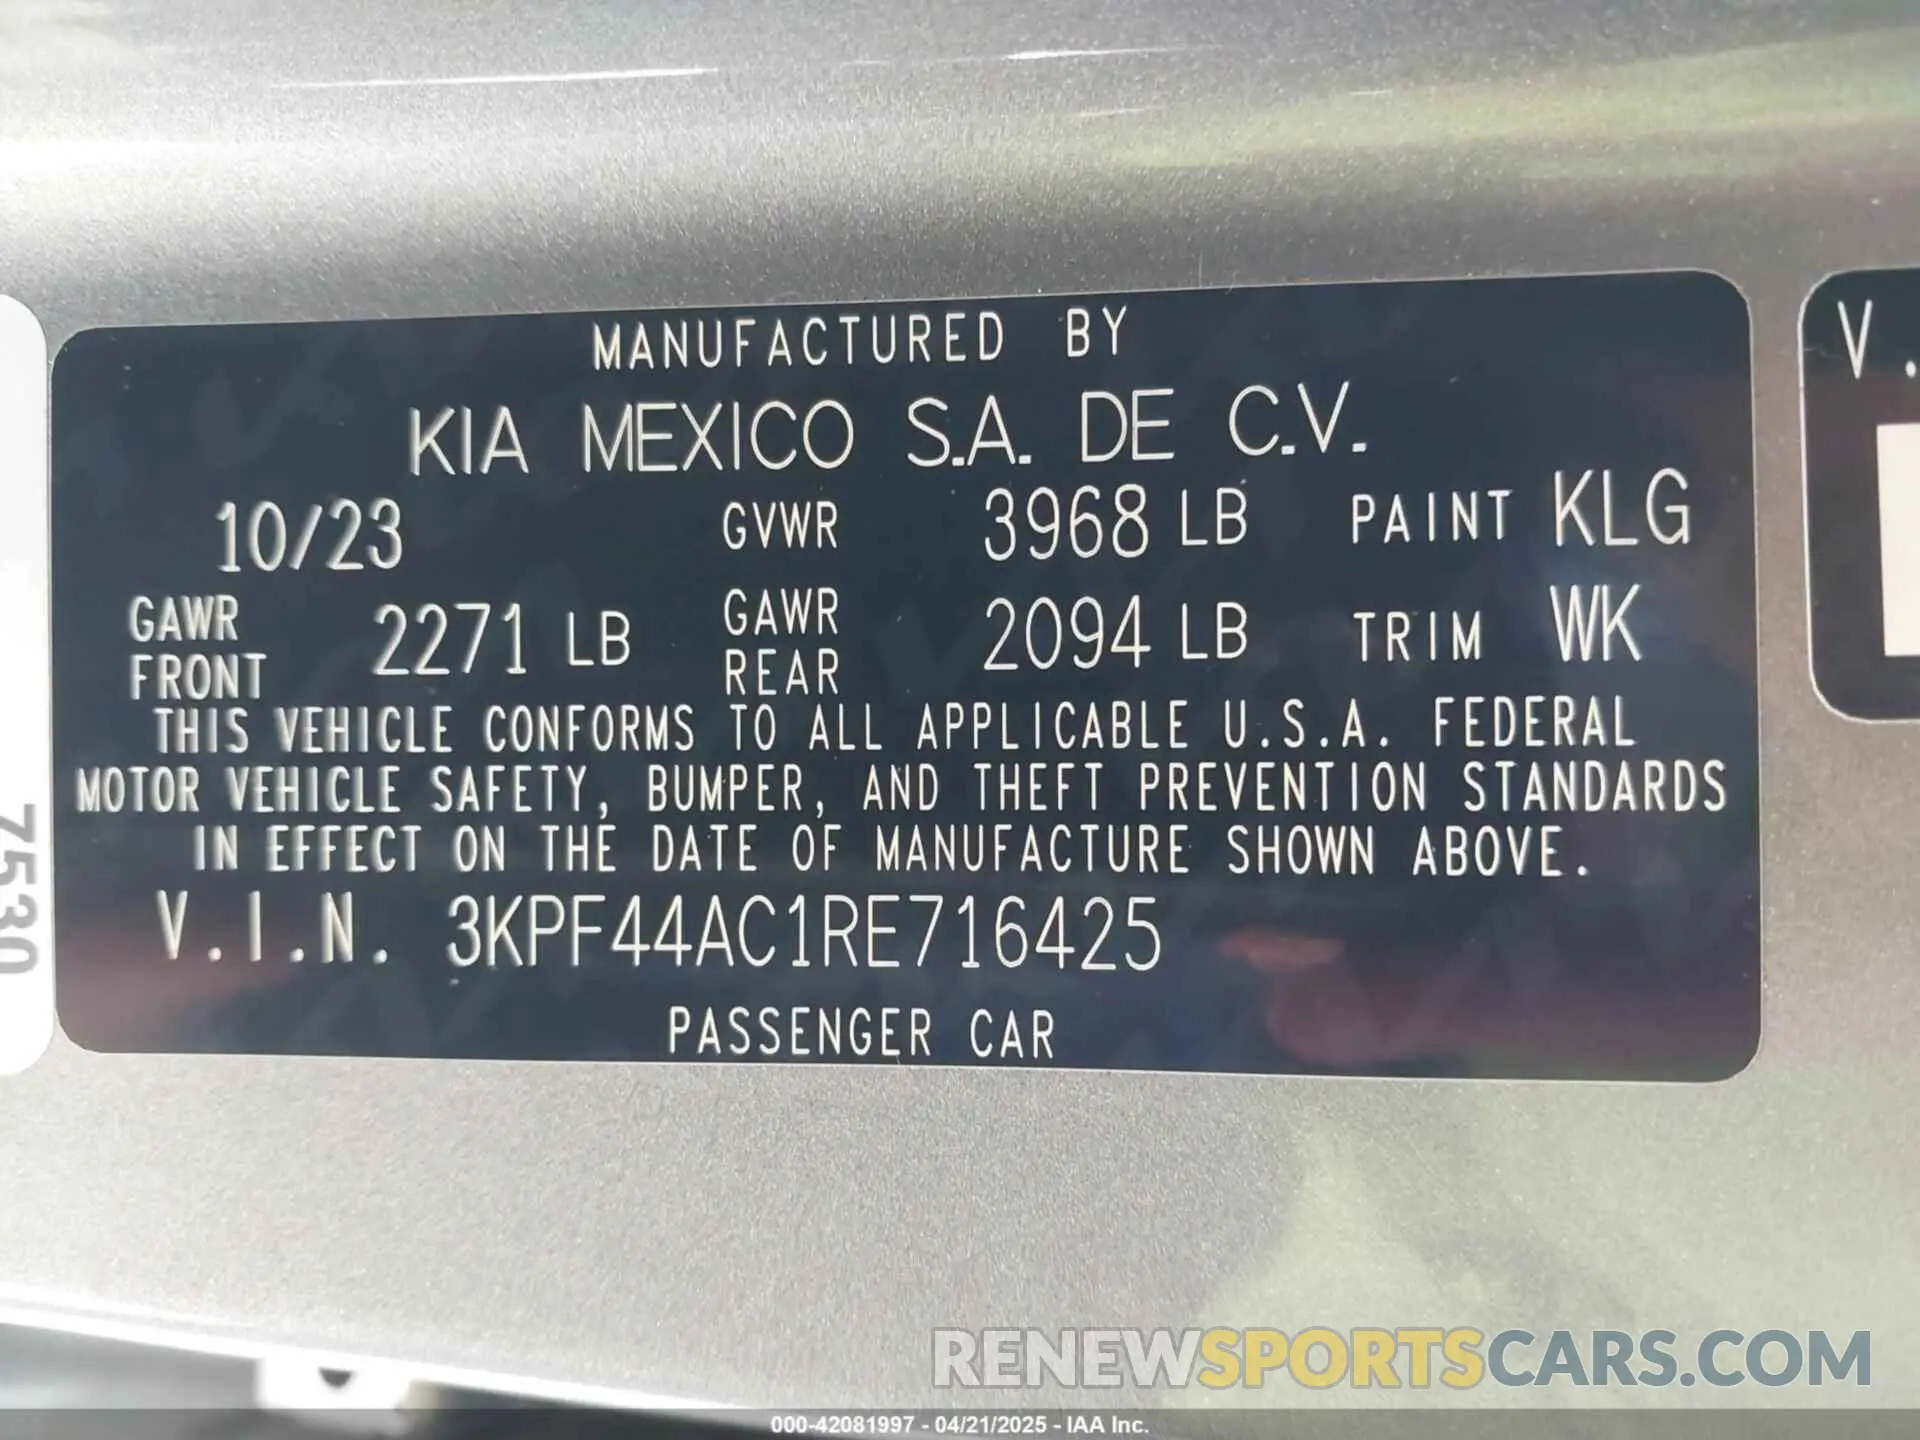 MANUFACTURED BY
KIA MEXICO S.A. DE C.V.
10/23 GVWR 3968 LB PAINT KLG
GAWR FRONT 2271 LB GAWR REAR 2094 LB TRIM WK
THIS VEHICLE CONFORMS TO ALL APPLICABLE U.S.A. FEDERAL
MOTOR VEHICLE SAFETY, BUMPER, AND THEFT PREVENTION STANDARDS
IN EFFECT ON THE DATE OF MANUFACTURE SHOWN ABOVE.
V.I.N. 3KPF44AC1RE716425
PASSENGER CAR
V.
7530
RENEWSPORTSCARS.COM
000-42081997 - 04/21/2025 - IAA Inc.